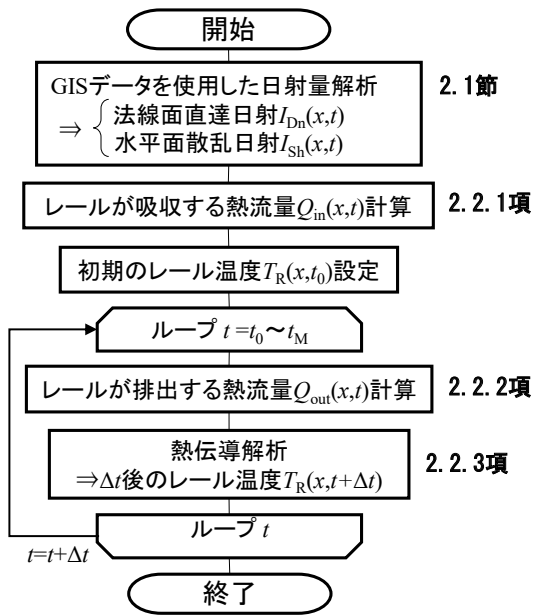 開始
GISデータを使用した日射量解析
2.1節
⇒ { 法線面直達日射I_Dn(x,t)
水平面散乱日射I_Sh(x,t)
レールが吸収する熱流量Q_in(x,t)計算
2.2.1項
初期のレール温度T_R(x,t_0)設定
ループ t=t_0～t_M
レールが排出する熱流量Q_out(x,t)計算
2.2.2項
熱伝導解析
⇒Δt後のレール温度T_R(x,t+Δt)
2.2.3項
ループ t
t=t+Δt
終了